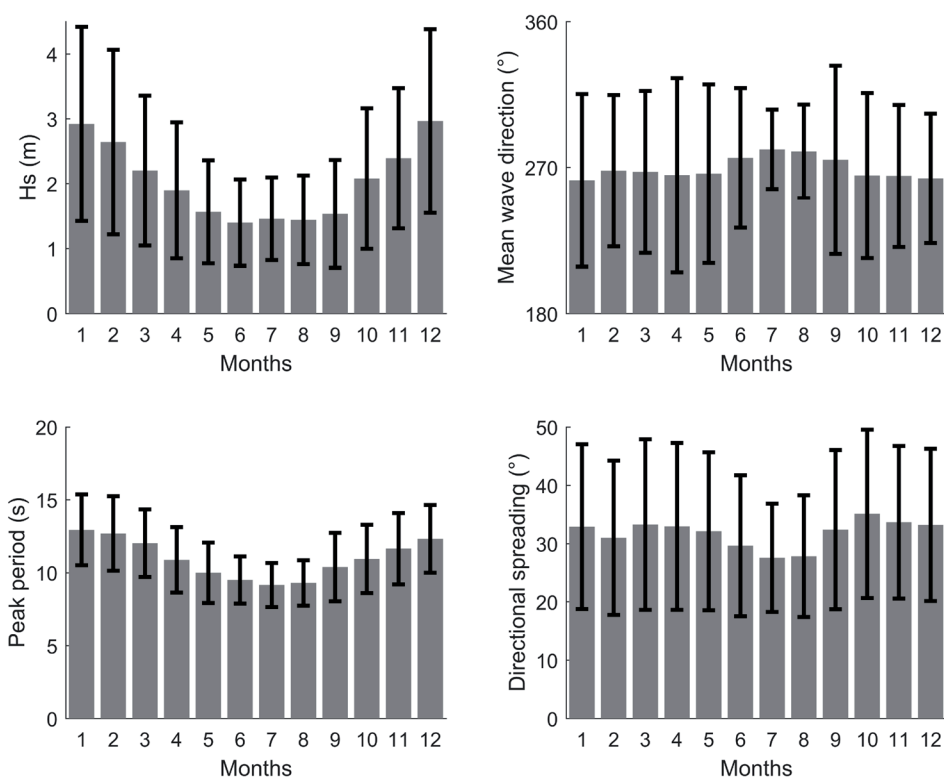 Hs (m)
4
3
2
1
0
1 2 3 4 5 6 7 8 9 10 11 12
Months
Mean wave direction (°)
360
270
180
1 2 3 4 5 6 7 8 9 10 11 12
Months
Peak period (s)
20
15
10
5
0
1 2 3 4 5 6 7 8 9 10 11 12
Months
Directional spreading (°)
50
40
30
20
10
0
1 2 3 4 5 6 7 8 9 10 11 12
Months